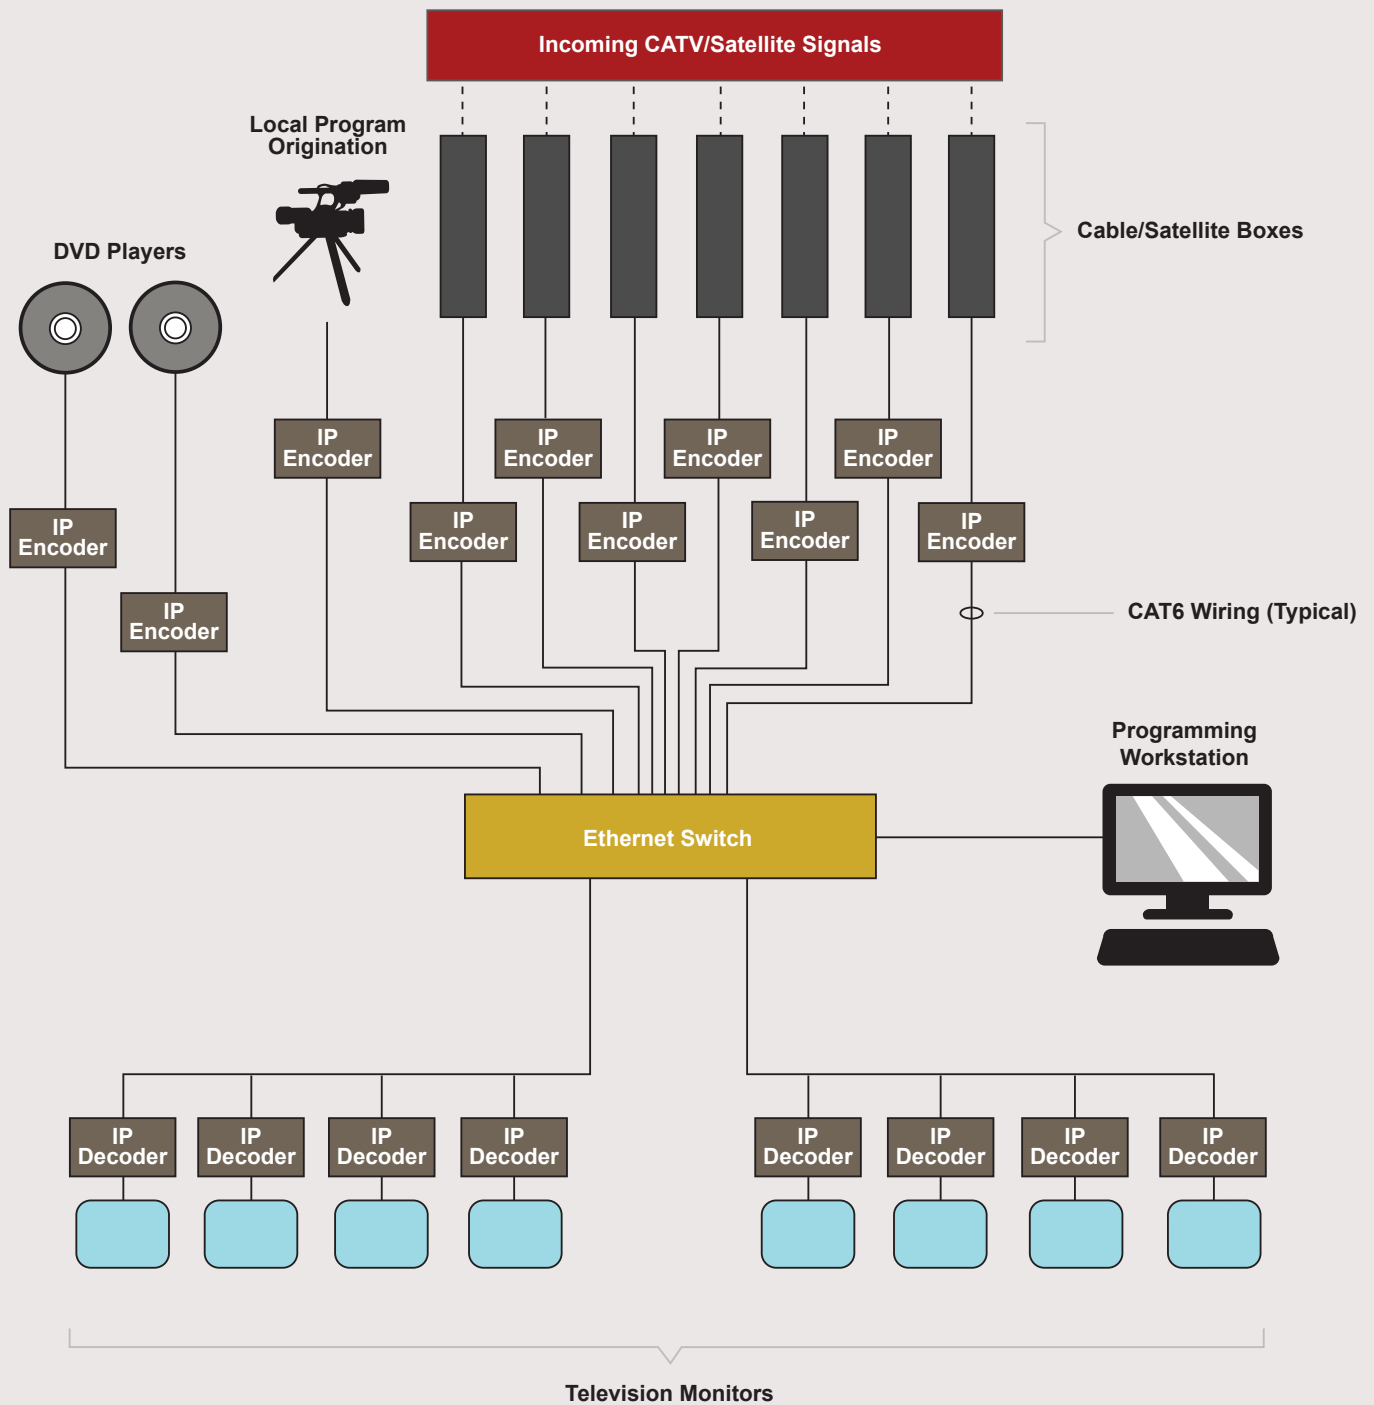 Incoming CATV/Satellite Signals
Local Program
Origination
DVD Players
Cable/Satellite Boxes
IP
Encoder
IP
Encoder
IP
Encoder
IP
Encoder
IP
Encoder
IP
Encoder
IP
Encoder
IP
Encoder
IP
Encoder
IP
Encoder
CAT6 Wiring (Typical)
Programming
Workstation
Ethernet Switch
IP
Decoder
IP
Decoder
IP
Decoder
IP
Decoder
IP
Decoder
IP
Decoder
IP
Decoder
IP
Decoder
Television Monitors